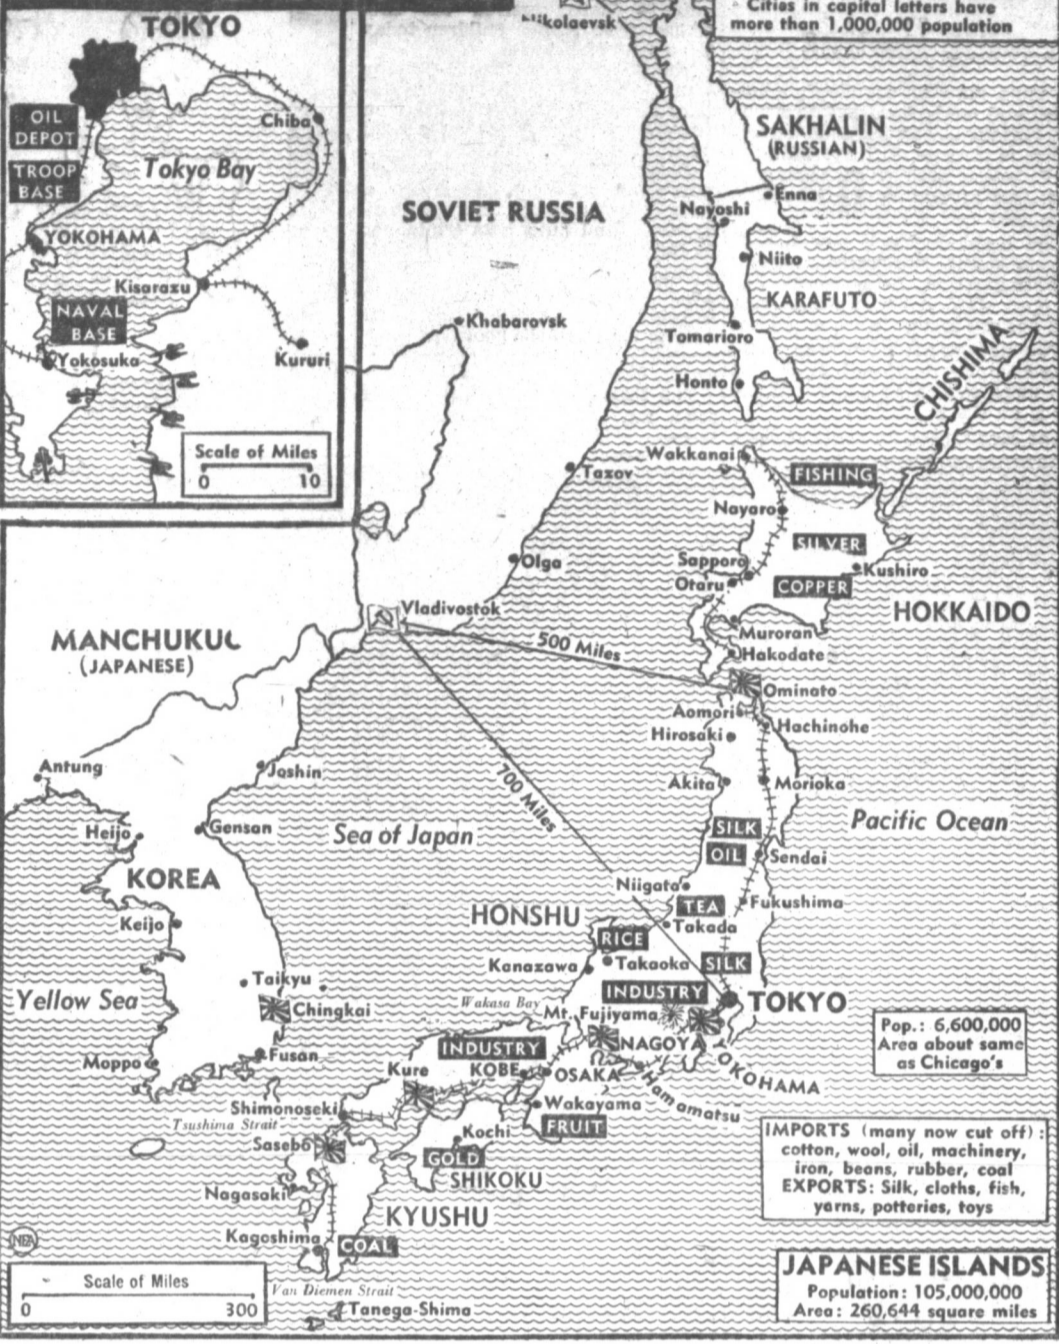 TOKYO
OIL
DEPOT
TROOP
BASE
Chiba
Tokyo Bay
YOKOHAMA
Kisarazu
NAVAL
BASE
Yokosuka
Kururi
Scale of Miles
0 10
Nikolaevsk
Cities in capital letters have
more than 1,000,000 population
SAKHALIN
(RUSSIAN)
SOVIET RUSSIA
Enna
Nayoshi
Niito
KARAFUTO
Khabarovsk
Tomarioro
Honto
CHISHIMA
Wakkanai
FISHING
Tazov
Nayaro
SILVER
Olga
Sapporo
Kushiro
Otaru
COPPER
HOKKAIDO
Vladivostok
Muroran
500 Miles
Hakodate
MANCHUKUO
(JAPANESE)
Ominato
Aomori
Hachinohe
Hirosaki
Antung
Joshin
700 Miles
Akita
Morioka
Heijo
Gensan
Sea of Japan
Pacific Ocean
SILK
OIL
Sendai
KOREA
Niigata
TEA
Fukushima
HONSHU
Keijo
Takada
RICE
Kanazawa
Takaoka
SILK
Taikyu
Yellow Sea
INDUSTRY
TOKYO
Wakasa Bay
Mt. Fujiyama
Chingkai
Pop.: 6,600,000
Area about same
as Chicago's
NAGOYA
INDUSTRY
Moppo
Fusan
Kure
KOBE
OSAKA
YOKOHAMA
Hamamatsu
Shimonoseki
Wakayama
Tsushima Strait
FRUIT
Kochi
Sasebo
GOLD
SHIKOKU
IMPORTS (many now cut off):
cotton, wool, oil, machinery,
iron, beans, rubber, coal
EXPORTS: Silk, cloths, fish,
yarns, potteries, toys
Nagasaki
KYUSHU
Kagoshima
COAL
NEA
Scale of Miles
0 300
Van Diemen Strait
Tanega-Shima
JAPANESE ISLANDS
Population: 105,000,000
Area: 260,644 square miles